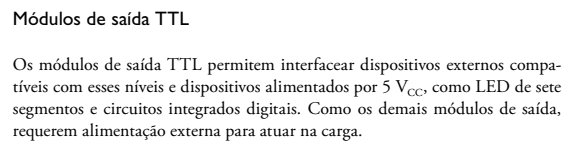 Módulos de saída TTL
Os módulos de saída TTL permitem interfacear dispositivos externos compa-
tíveis com esses níveis e dispositivos alimentados por 5 V_CC, como LED de sete
segmentos e circuitos integrados digitais. Como os demais módulos de saída,
requerem alimentação externa para atuar na carga.